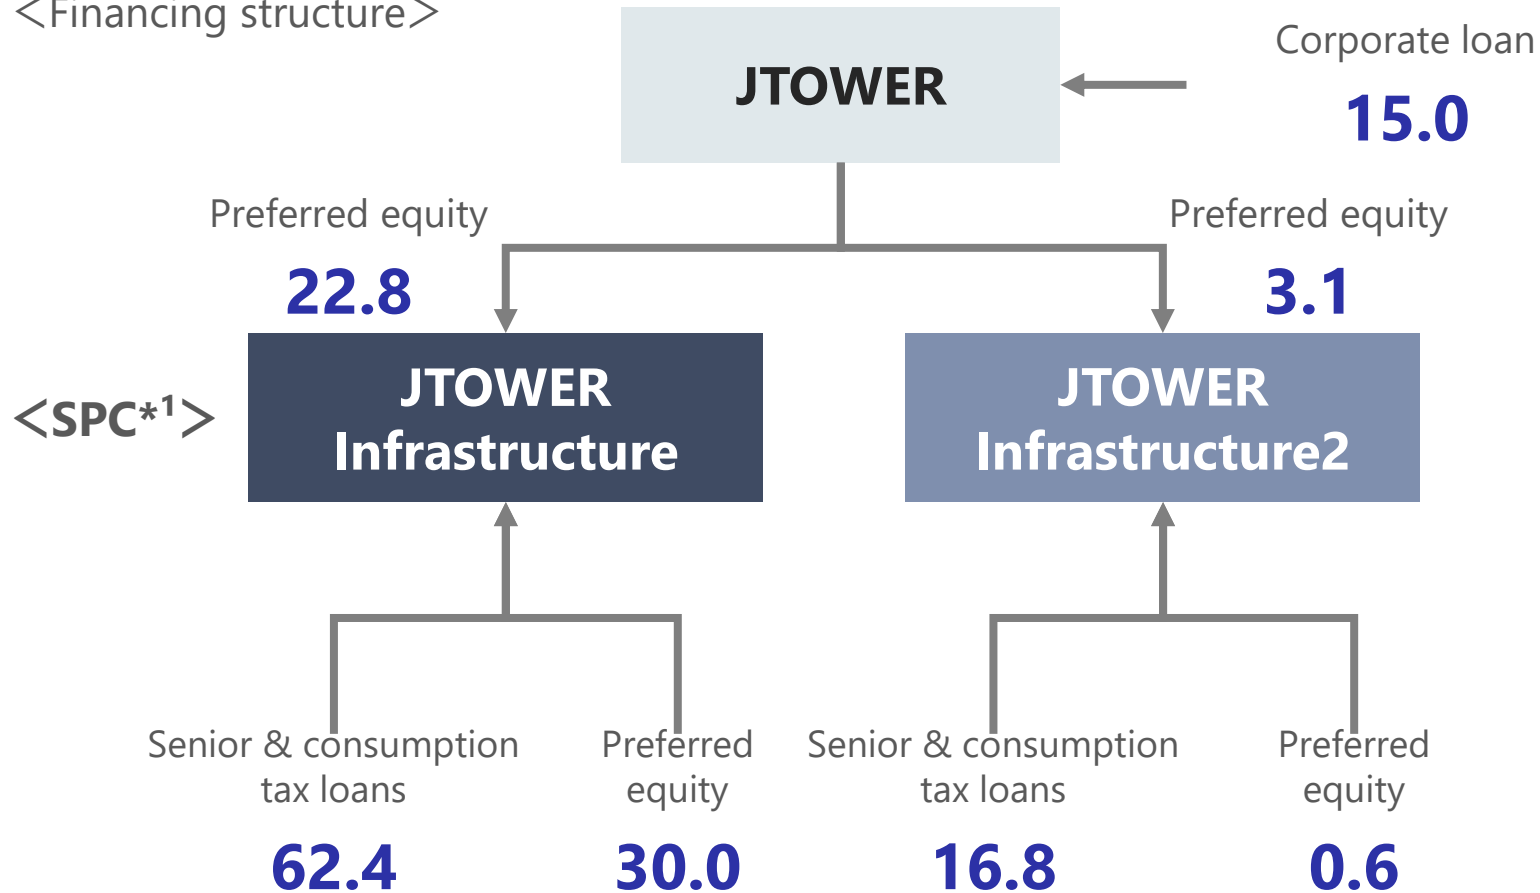 ＜Financing structure＞
JTOWER
Corporate loan
15.0
Preferred equity
22.8
Preferred equity
3.1
＜SPC*¹＞
JTOWER
Infrastructure
JTOWER
Infrastructure2
Senior & consumption
tax loans
62.4
Preferred
equity
30.0
Senior & consumption
tax loans
16.8
Preferred
equity
0.6